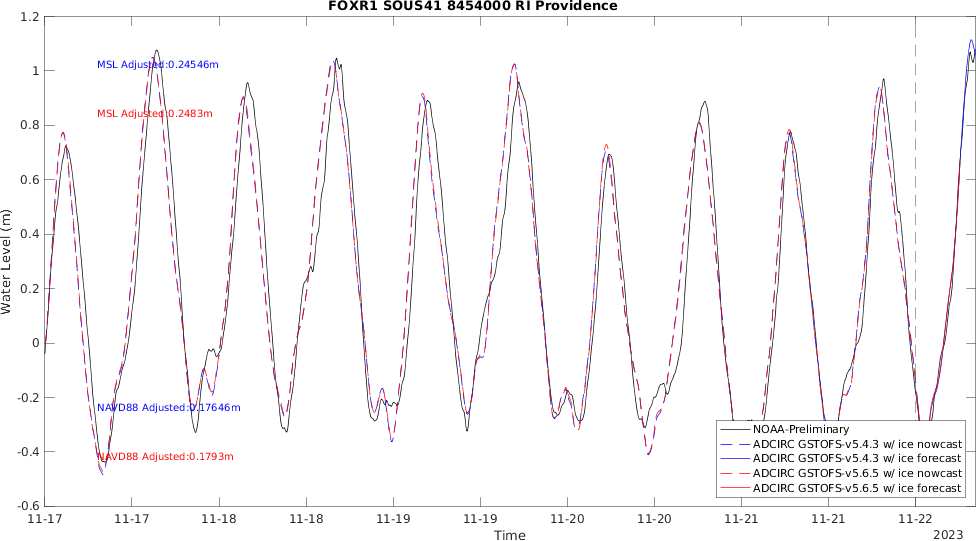 FOXR1 SOUS41 8454000 RI Providence
1.2
1
0.8
0.6
0.4
0.2
0
-0.2
-0.4
-0.6
Water Level (m)
MSL Adjusted:0.24546m
MSL Adjusted:0.2483m
NAVD88 Adjusted:0.17646m
NAVD88 Adjusted:0.1793m
NOAA-Preliminary
ADCIRC GSTOFS-v5.4.3 w/ ice nowcast
ADCIRC GSTOFS-v5.4.3 w/ ice forecast
ADCIRC GSTOFS-v5.6.5 w/ ice nowcast
ADCIRC GSTOFS-v5.6.5 w/ ice forecast
11-17 11-17 11-18 11-18 11-19 11-19 11-20 11-20 11-21 11-21 11-22
Time
2023